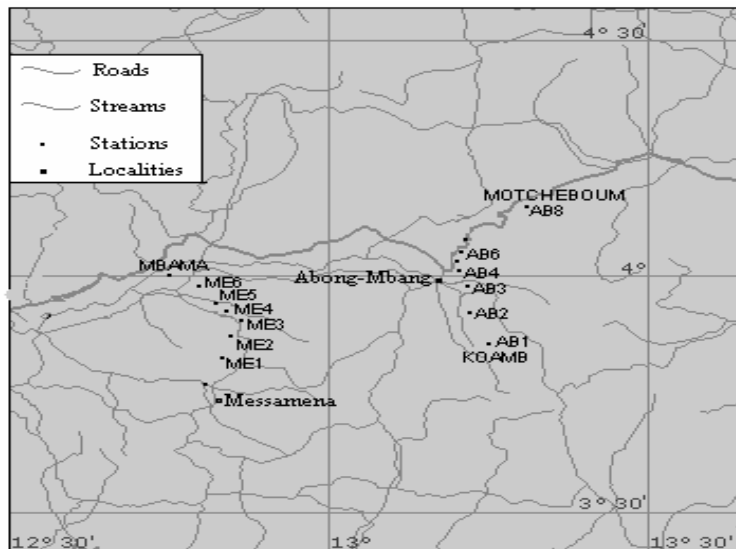 4° 30'
Roads
Streams
Stations
Localities
MOTCHEBOUM
AB8
MBAMA
AB6
Abong-Mbang
AB4
4°
ME6
AB3
ME5
ME4
AB2
ME3
ME2
AB1
KOAMB
ME1
Messamena
3° 30'
12° 30'
13°
13° 30'